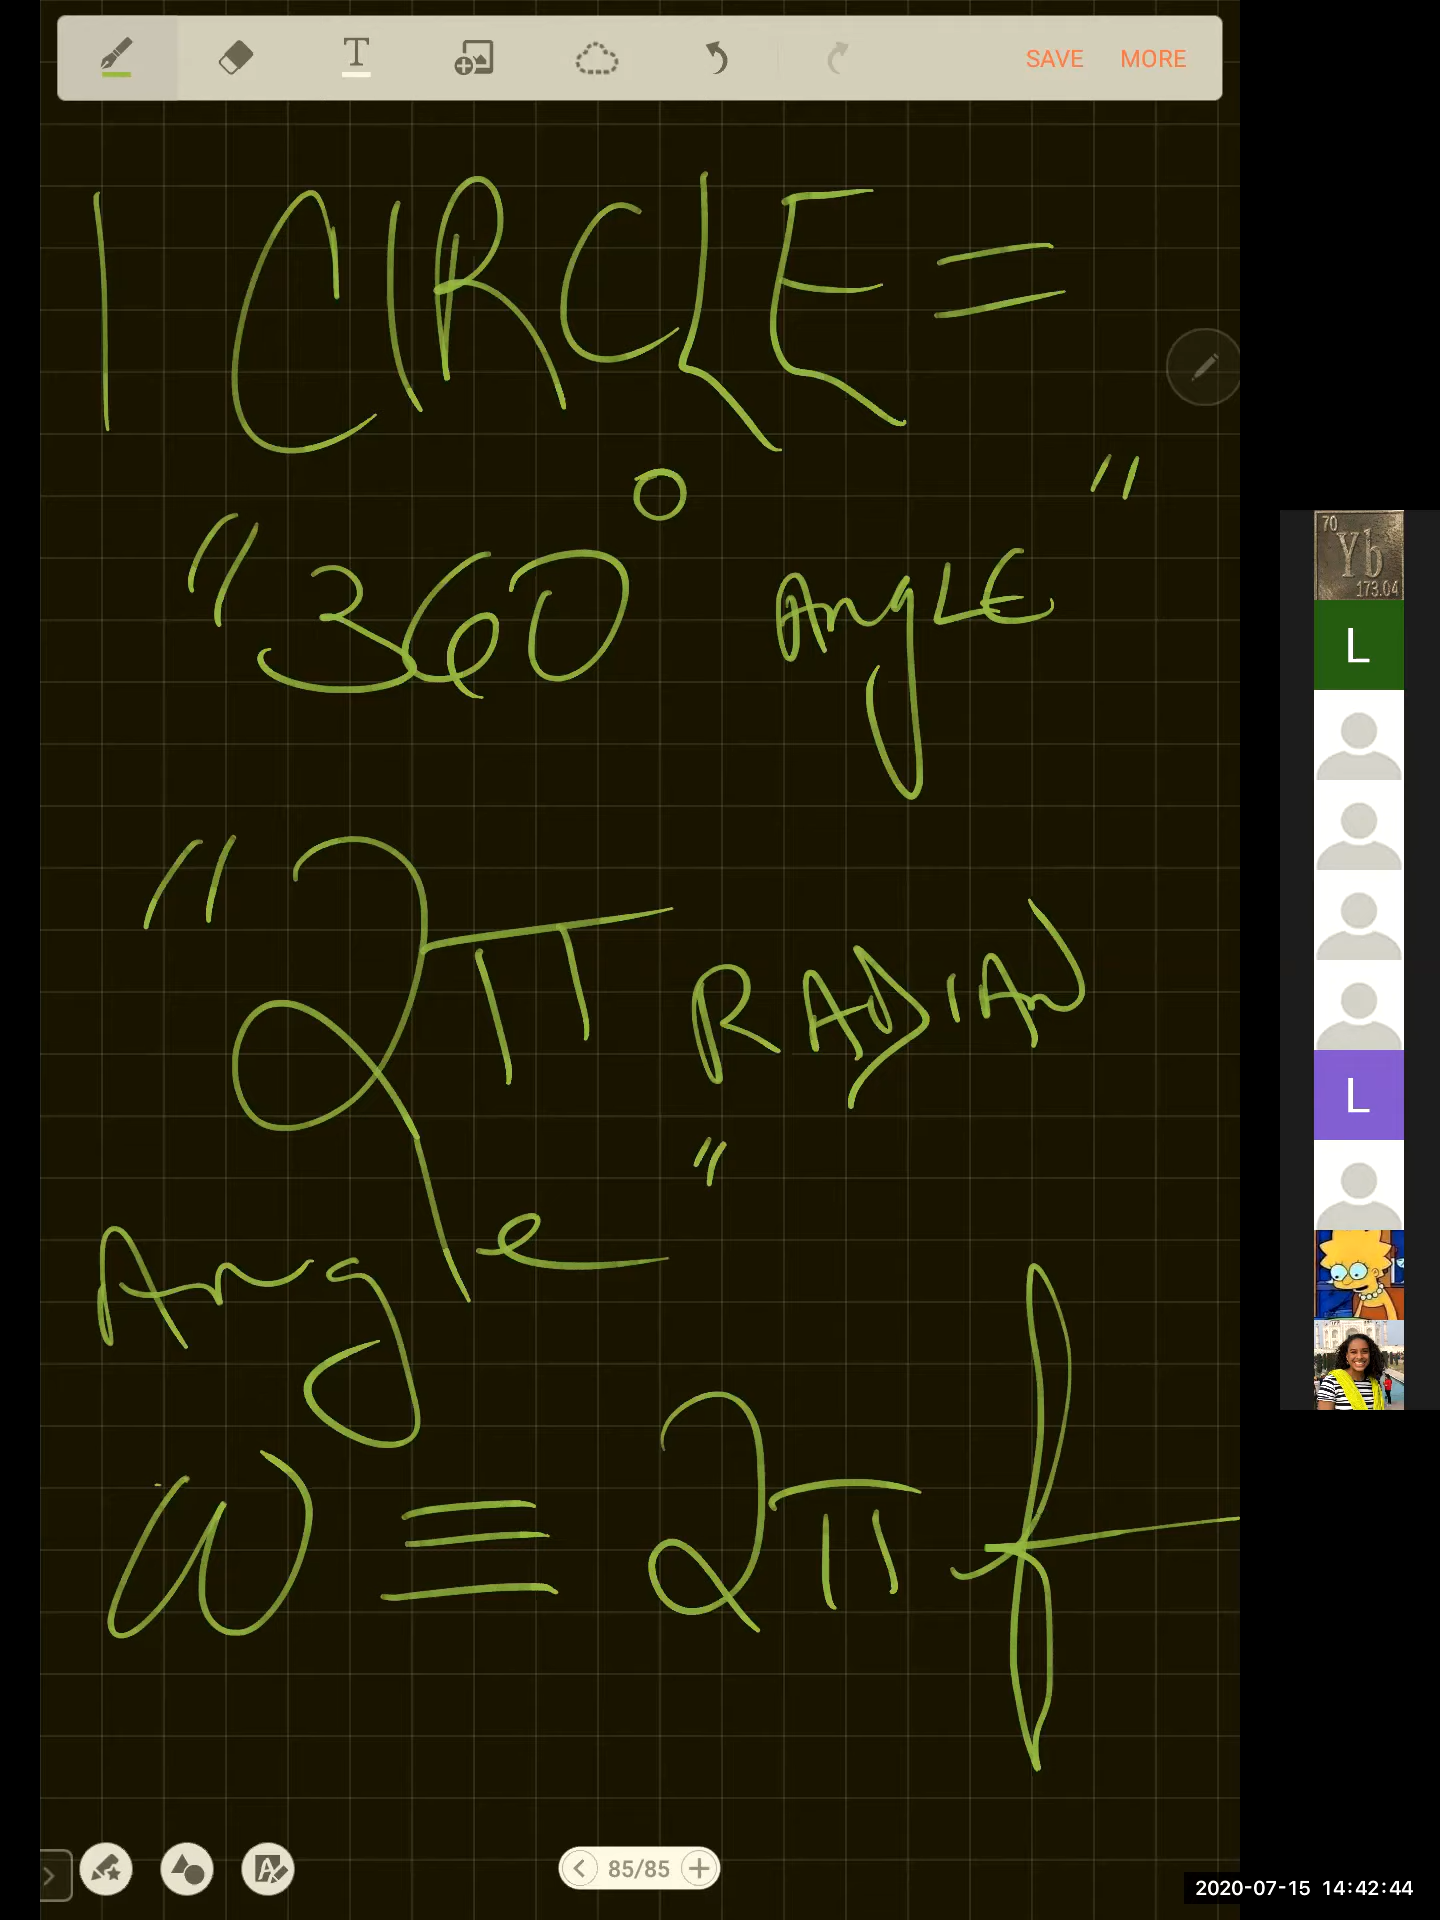 T SAVE MORE
1 CIRCLE =
"360° AngLE"
"2π RADIAN
Angle"
ω ≡ 2πf
70
Yb
173.04
L
L
A
85/85
2020-07-15 14:42:44